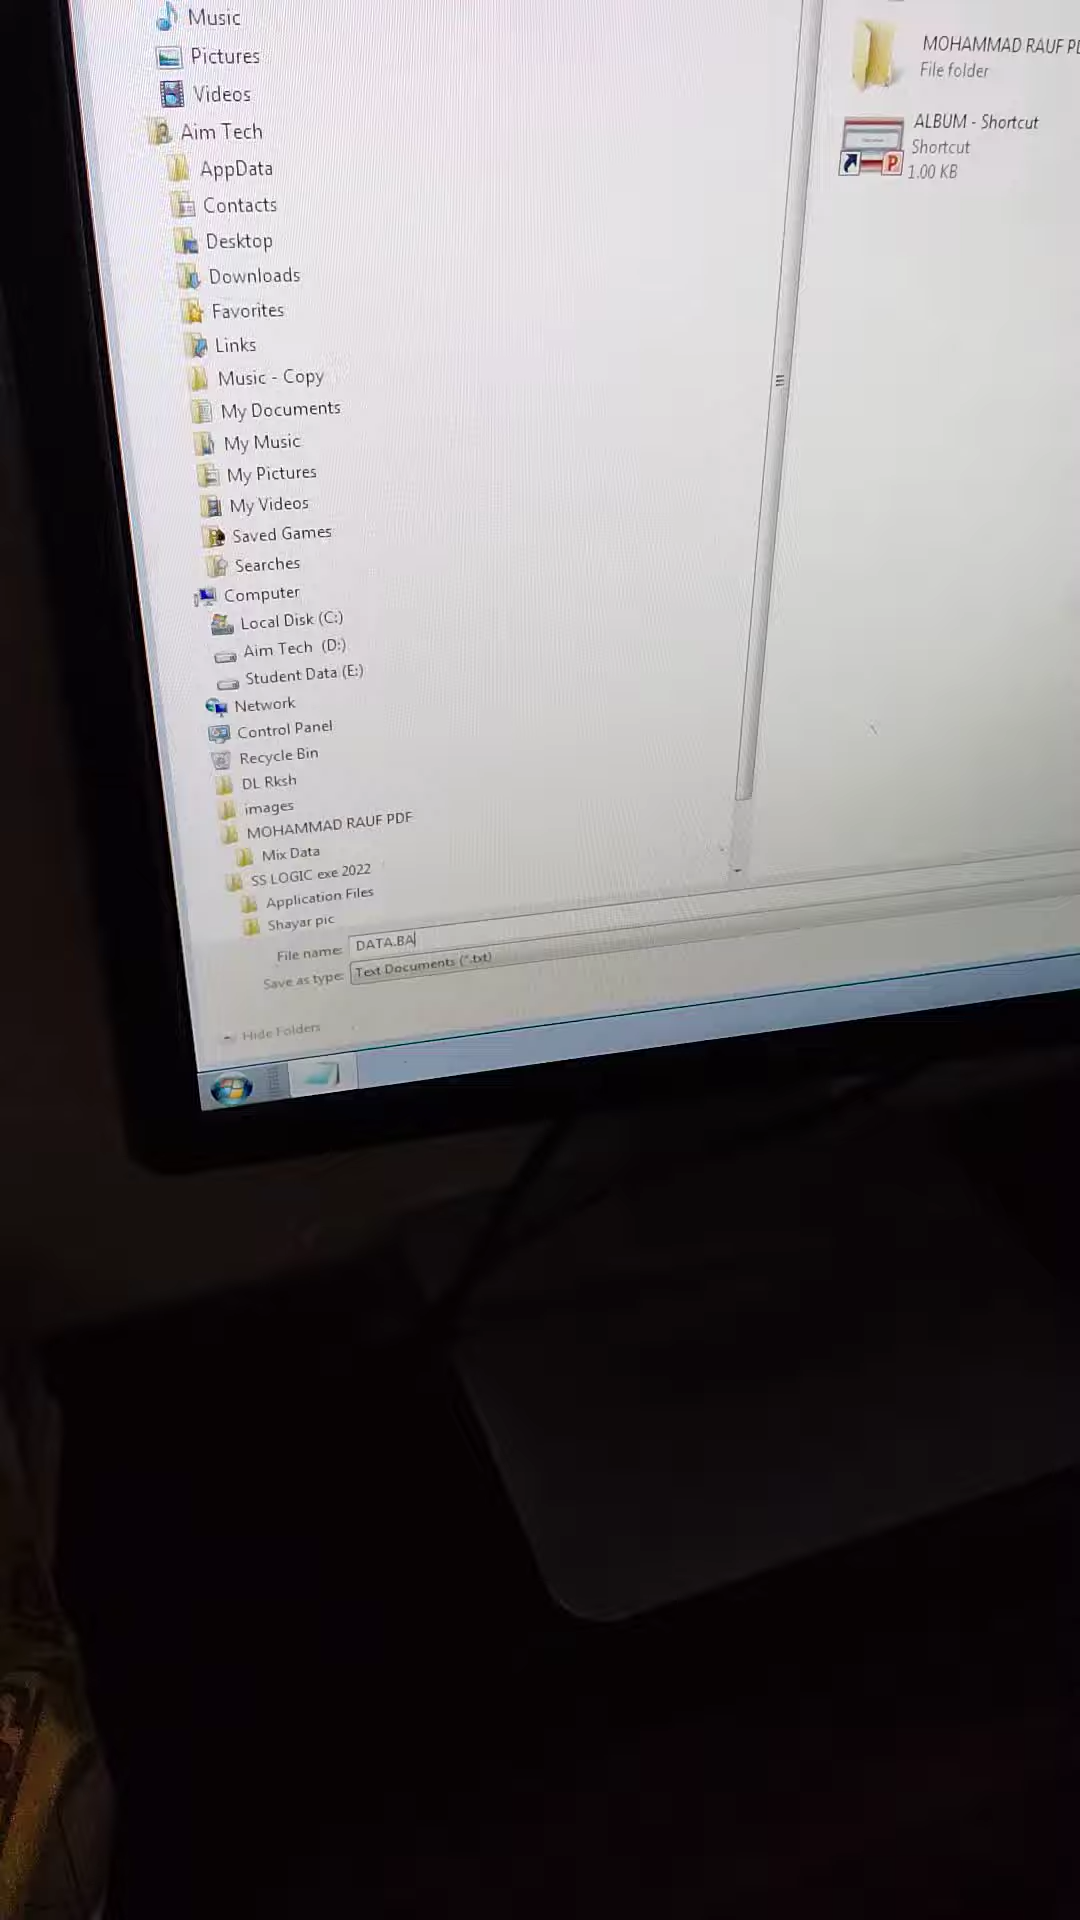 Music
Pictures
Videos
Aim Tech
AppData
Contacts
Desktop
Downloads
Favorites
Links
Music - Copy
My Documents
My Music
My Pictures
My Videos
Saved Games
Searches
Computer
Local Disk (C:)
Aim Tech (D:)
Student Data (E:)
Network
Control Panel
Recycle Bin
DL Rksh
images
MOHAMMAD RAUF PDF
Mix Data
SS LOGIC exe 2022
Application Files
Shayar pic
File name: DATA.BA
Save as type: Text Documents (*.txt)
Hide Folders
MOHAMMAD RAUF PD
File folder
ALBUM - Shortcut
Shortcut
1.00 KB